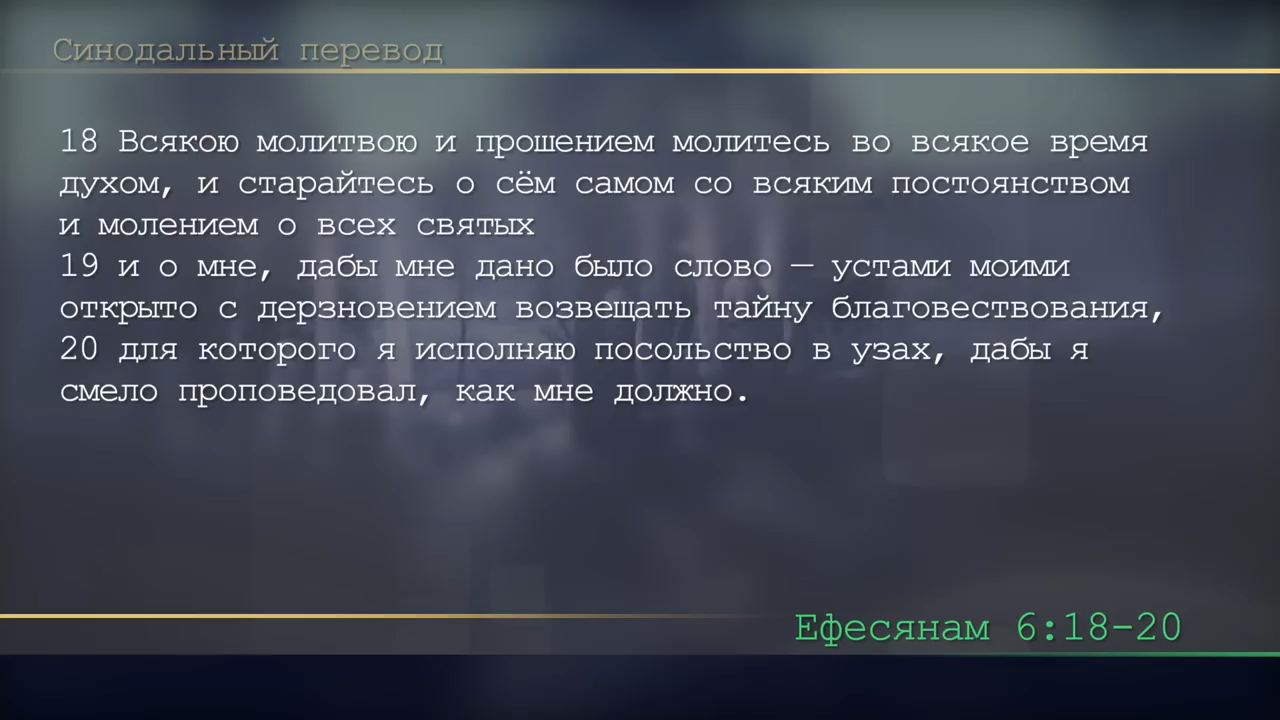 Синодальный перевод
18 Всякою молитвою и прошением молитесь во всякое время
духом, и старайтесь о сём самом со всяким постоянством
и молением о всех святых
19 и о мне, дабы мне дано было слово — устами моими
открыто с дерзновением возвещать тайну благовествования,
20 для которого я исполняю посольство в узах, дабы я
смело проповедовал, как мне должно.
Ефесянам 6:18-20